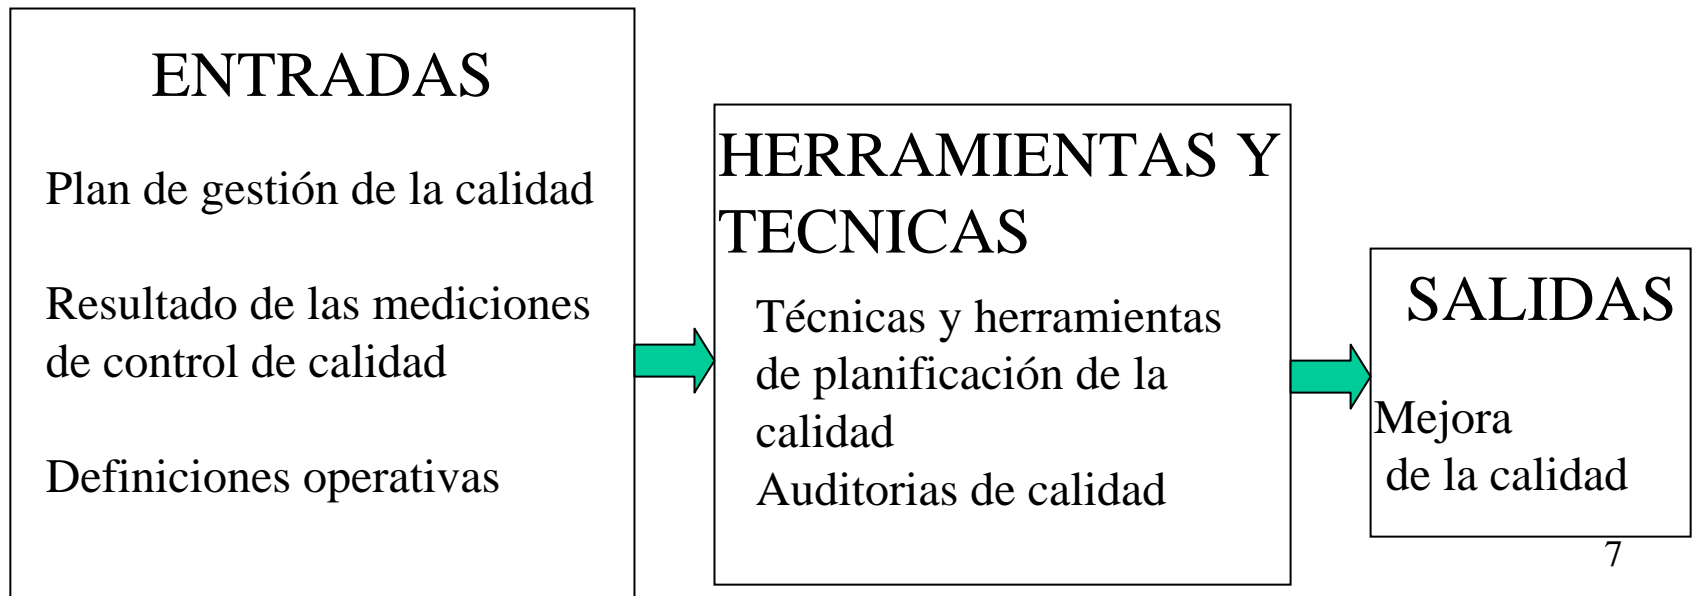 ENTRADAS
Plan de gestión de la calidad
Resultado de las mediciones
de control de calidad
Definiciones operativas
HERRAMIENTAS Y
TECNICAS
Técnicas y herramientas
de planificación de la
calidad
Auditorias de calidad
SALIDAS
Mejora
de la calidad
7